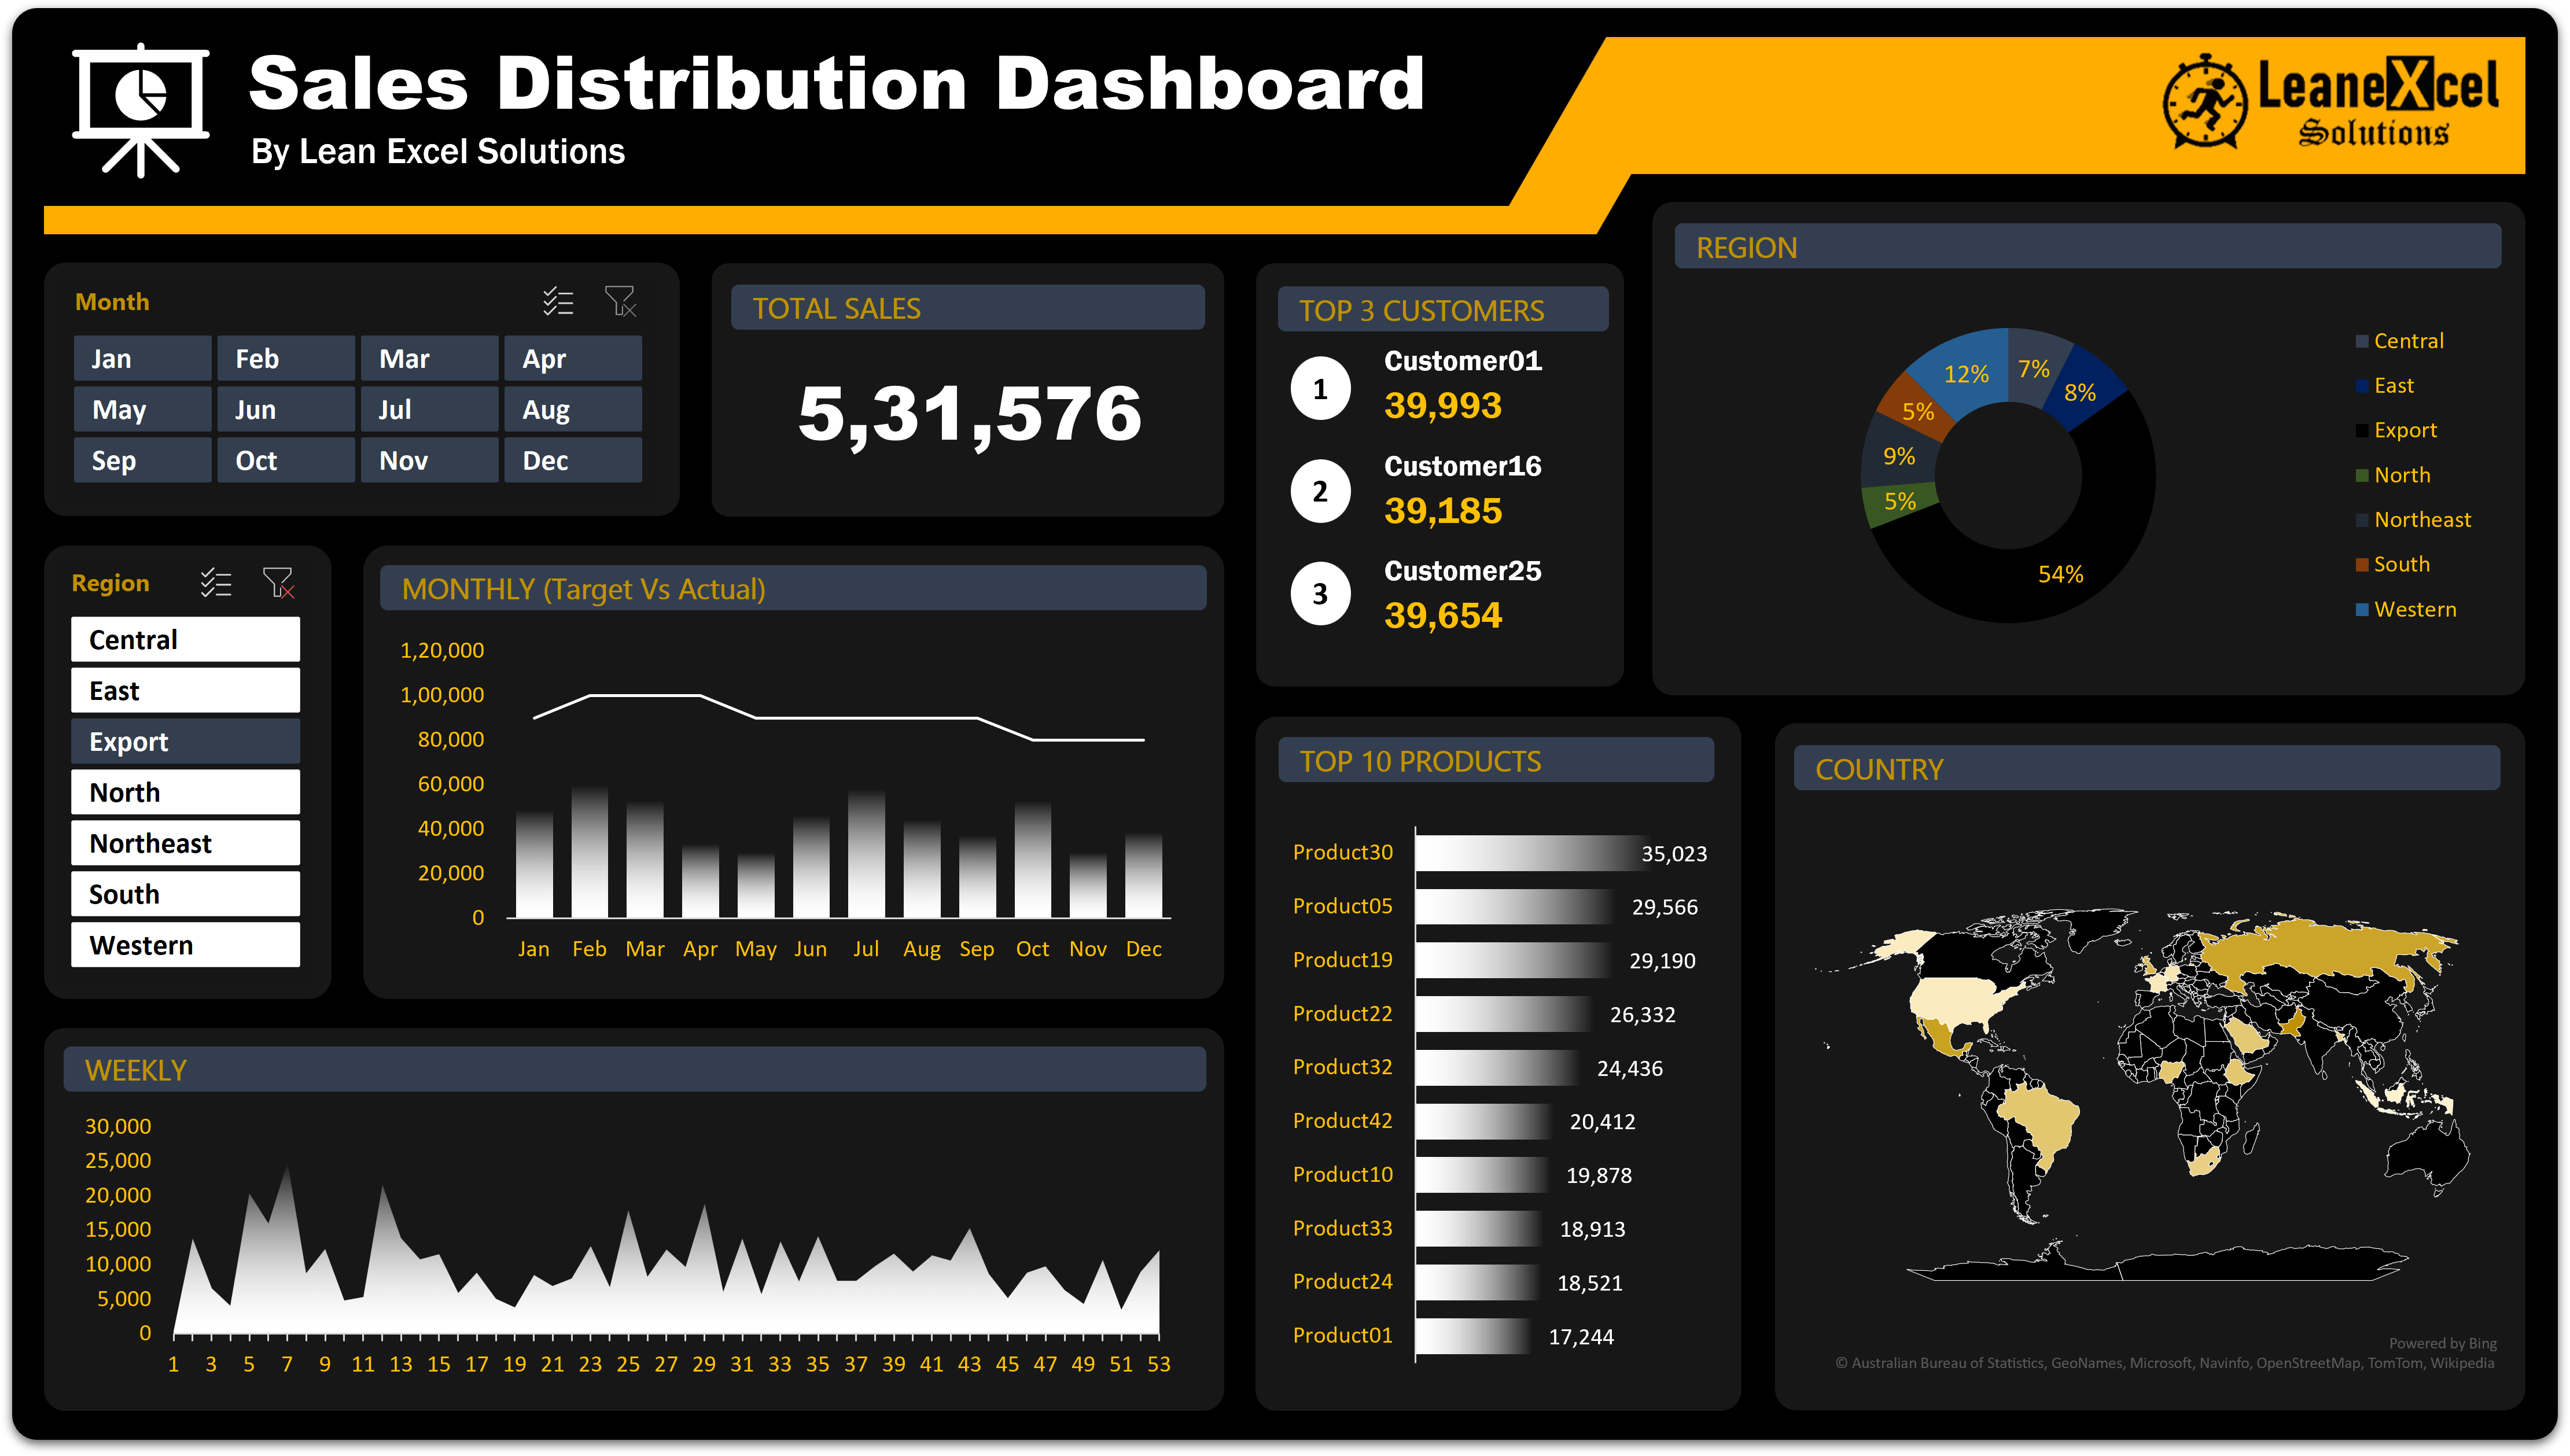 Sales Distribution Dashboard
By Lean Excel Solutions
LeaneXcel
Solutions
Month
Jan Feb Mar Apr
May Jun Jul Aug
Sep Oct Nov Dec
TOTAL SALES
5,31,576
TOP 3 CUSTOMERS
1 Customer01
39,993
2 Customer16
39,185
3 Customer25
39,654
REGION
7%
8%
54%
5%
9%
5%
12%
Central
East
Export
North
Northeast
South
Western
Region
Central
East
Export
North
Northeast
South
Western
MONTHLY (Target Vs Actual)
1,20,000
1,00,000
80,000
60,000
40,000
20,000
0
Jan Feb Mar Apr May Jun Jul Aug Sep Oct Nov Dec
WEEKLY
30,000
25,000
20,000
15,000
10,000
5,000
0
1 3 5 7 9 11 13 15 17 19 21 23 25 27 29 31 33 35 37 39 41 43 45 47 49 51 53
TOP 10 PRODUCTS
Product30 35,023
Product05 29,566
Product19 29,190
Product22 26,332
Product32 24,436
Product42 20,412
Product10 19,878
Product33 18,913
Product24 18,521
Product01 17,244
COUNTRY
Powered by Bing
© Australian Bureau of Statistics, GeoNames, Microsoft, Navinfo, OpenStreetMap, TomTom, Wikipedia